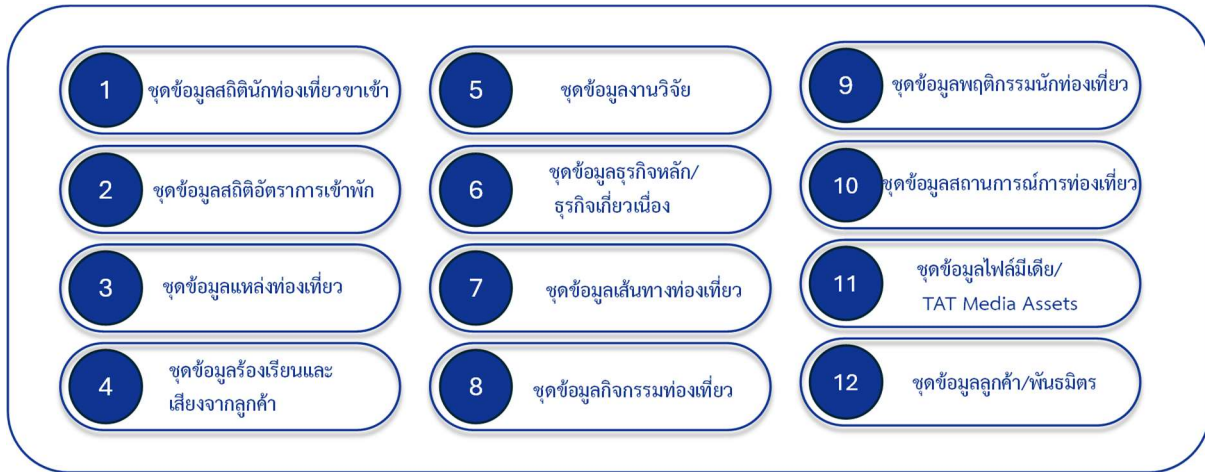 1
ชุดข้อมูลสถิตินักท่องเที่ยวขาเข้า
2
ชุดข้อมูลสถิติอัตราการเข้าพัก
3
ชุดข้อมูลแหล่งท่องเที่ยว
4
ชุดข้อมูลร้องเรียนและ
เสียงจากลูกค้า
5
ชุดข้อมูลงานวิจัย
6
ชุดข้อมูลธุรกิจหลัก/
ธุรกิจเกี่ยวเนื่อง
7
ชุดข้อมูลเส้นทางท่องเที่ยว
8
ชุดข้อมูลกิจกรรมท่องเที่ยว
9
ชุดข้อมูลพฤติกรรมนักท่องเที่ยว
10
ชุดข้อมูลสถานการณ์การท่องเที่ยว
11
ชุดข้อมูลไฟล์มีเดีย/
TAT Media Assets
12
ชุดข้อมูลลูกค้า/พันธมิตร